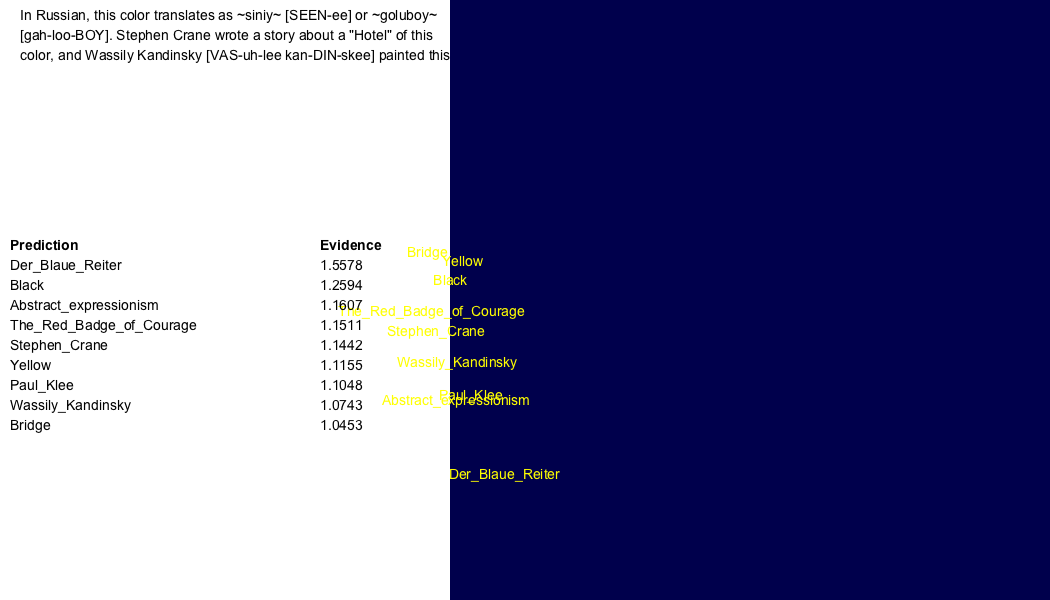 In Russian, this color translates as ~siniy~ [SEEN-ee] or ~goluboy~
[gah-loo-BOY]. Stephen Crane wrote a story about a "Hotel" of this
color, and Wassily Kandinsky [VAS-uh-lee kan-DIN-skee] painted this
Prediction Evidence
Der_Blaue_Reiter 1.5578
Black 1.2594
Abstract_expressionism 1.1607
The_Red_Badge_of_Courage 1.1511
Stephen_Crane 1.1442
Yellow 1.1155
Paul_Klee 1.1048
Wassily_Kandinsky 1.0743
Bridge 1.0453
Bridge
Yellow
Black
The_Red_Badge_of_Courage
Stephen_Crane
Wassily_Kandinsky
Paul_Klee
Abstract_expressionism
Der_Blaue_Reiter